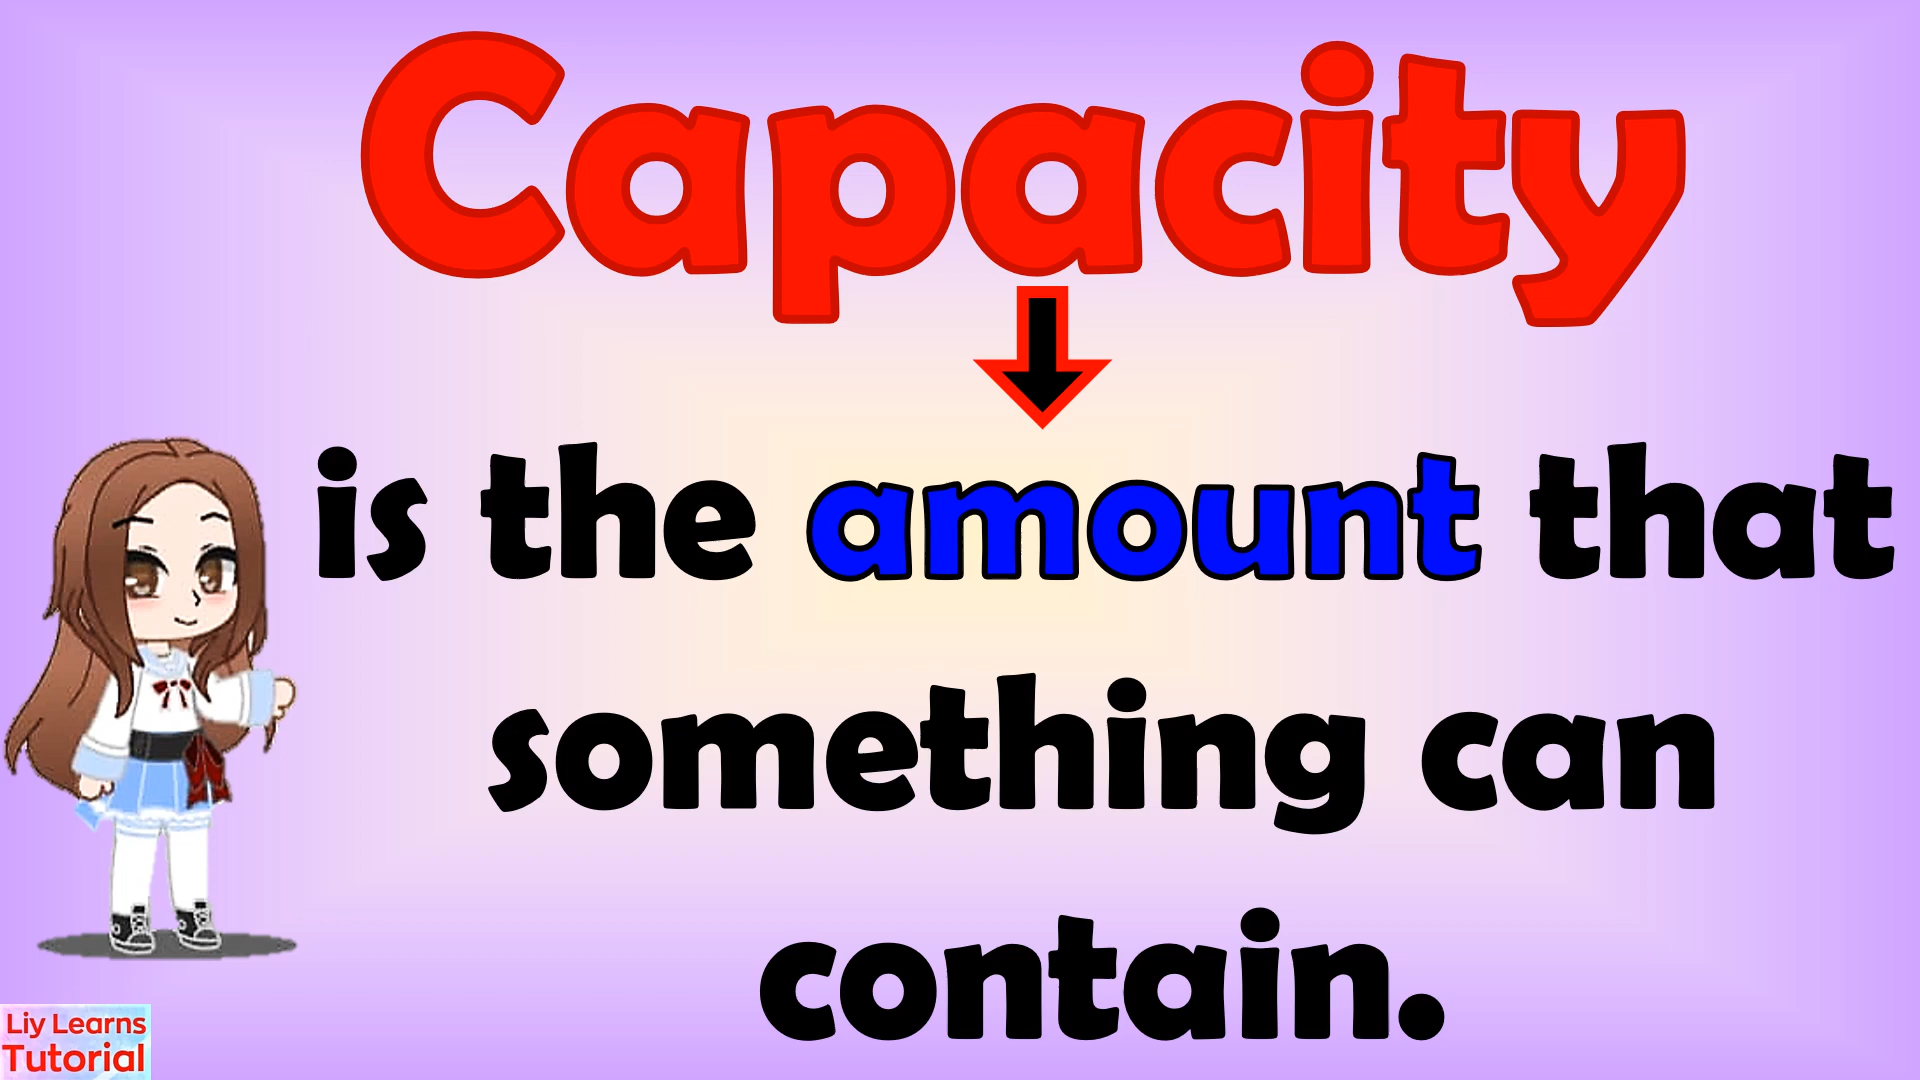 Capacity
is the amount that
something can
contain.
Liy Learns
Tutorial